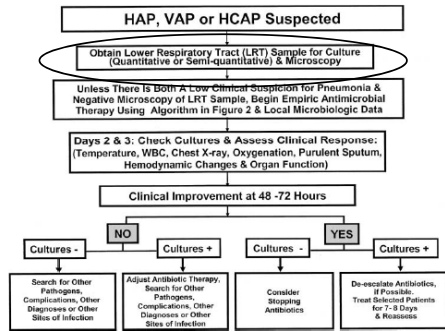 HAP, VAP or HCAP Suspected
Obtain Lower Respiratory Tract (LRT) Sample for Culture
(Quantitative or Semi-quantitative) & Microscopy
Unless There Is Both A Low Clinical Suspicion for Pneumonia &
Negative Microscopy of LRT Sample, Begin Empiric Antimicrobial
Therapy Using Algorithm in Figure 2 & Local Microbiologic Data
Days 2 & 3: Check Cultures & Assess Clinical Response:
(Temperature, WBC, Chest X-ray, Oxygenation, Purulent Sputum,
Hemodynamic Changes & Organ Function)
Clinical Improvement at 48 -72 Hours
NO
YES
Cultures -
Cultures +
Cultures -
Cultures +
Search for Other
Pathogens,
Complications, Other
Diagnoses or Other
Sites of Infection
Adjust Antibiotic Therapy,
Search for Other
Pathogens,
Complications, Other
Diagnoses or Other
Sites of Infection
Consider
Stopping
Antibiotics
De-escalate Antibiotics,
if Possible.
Treat Selected Patients
for 7- 8 Days
& Reassess